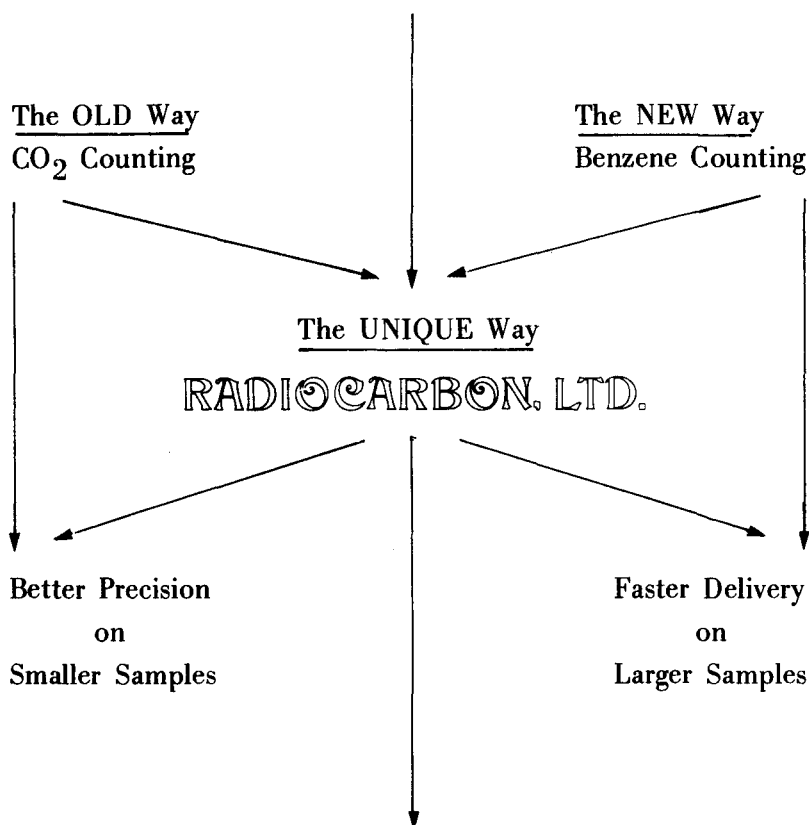 The OLD Way
CO2 Counting
The NEW Way
Benzene Counting
The UNIQUE Way
RADIOCARBON, LTD.
Better Precision
on
Smaller Samples
Faster Delivery
on
Larger Samples